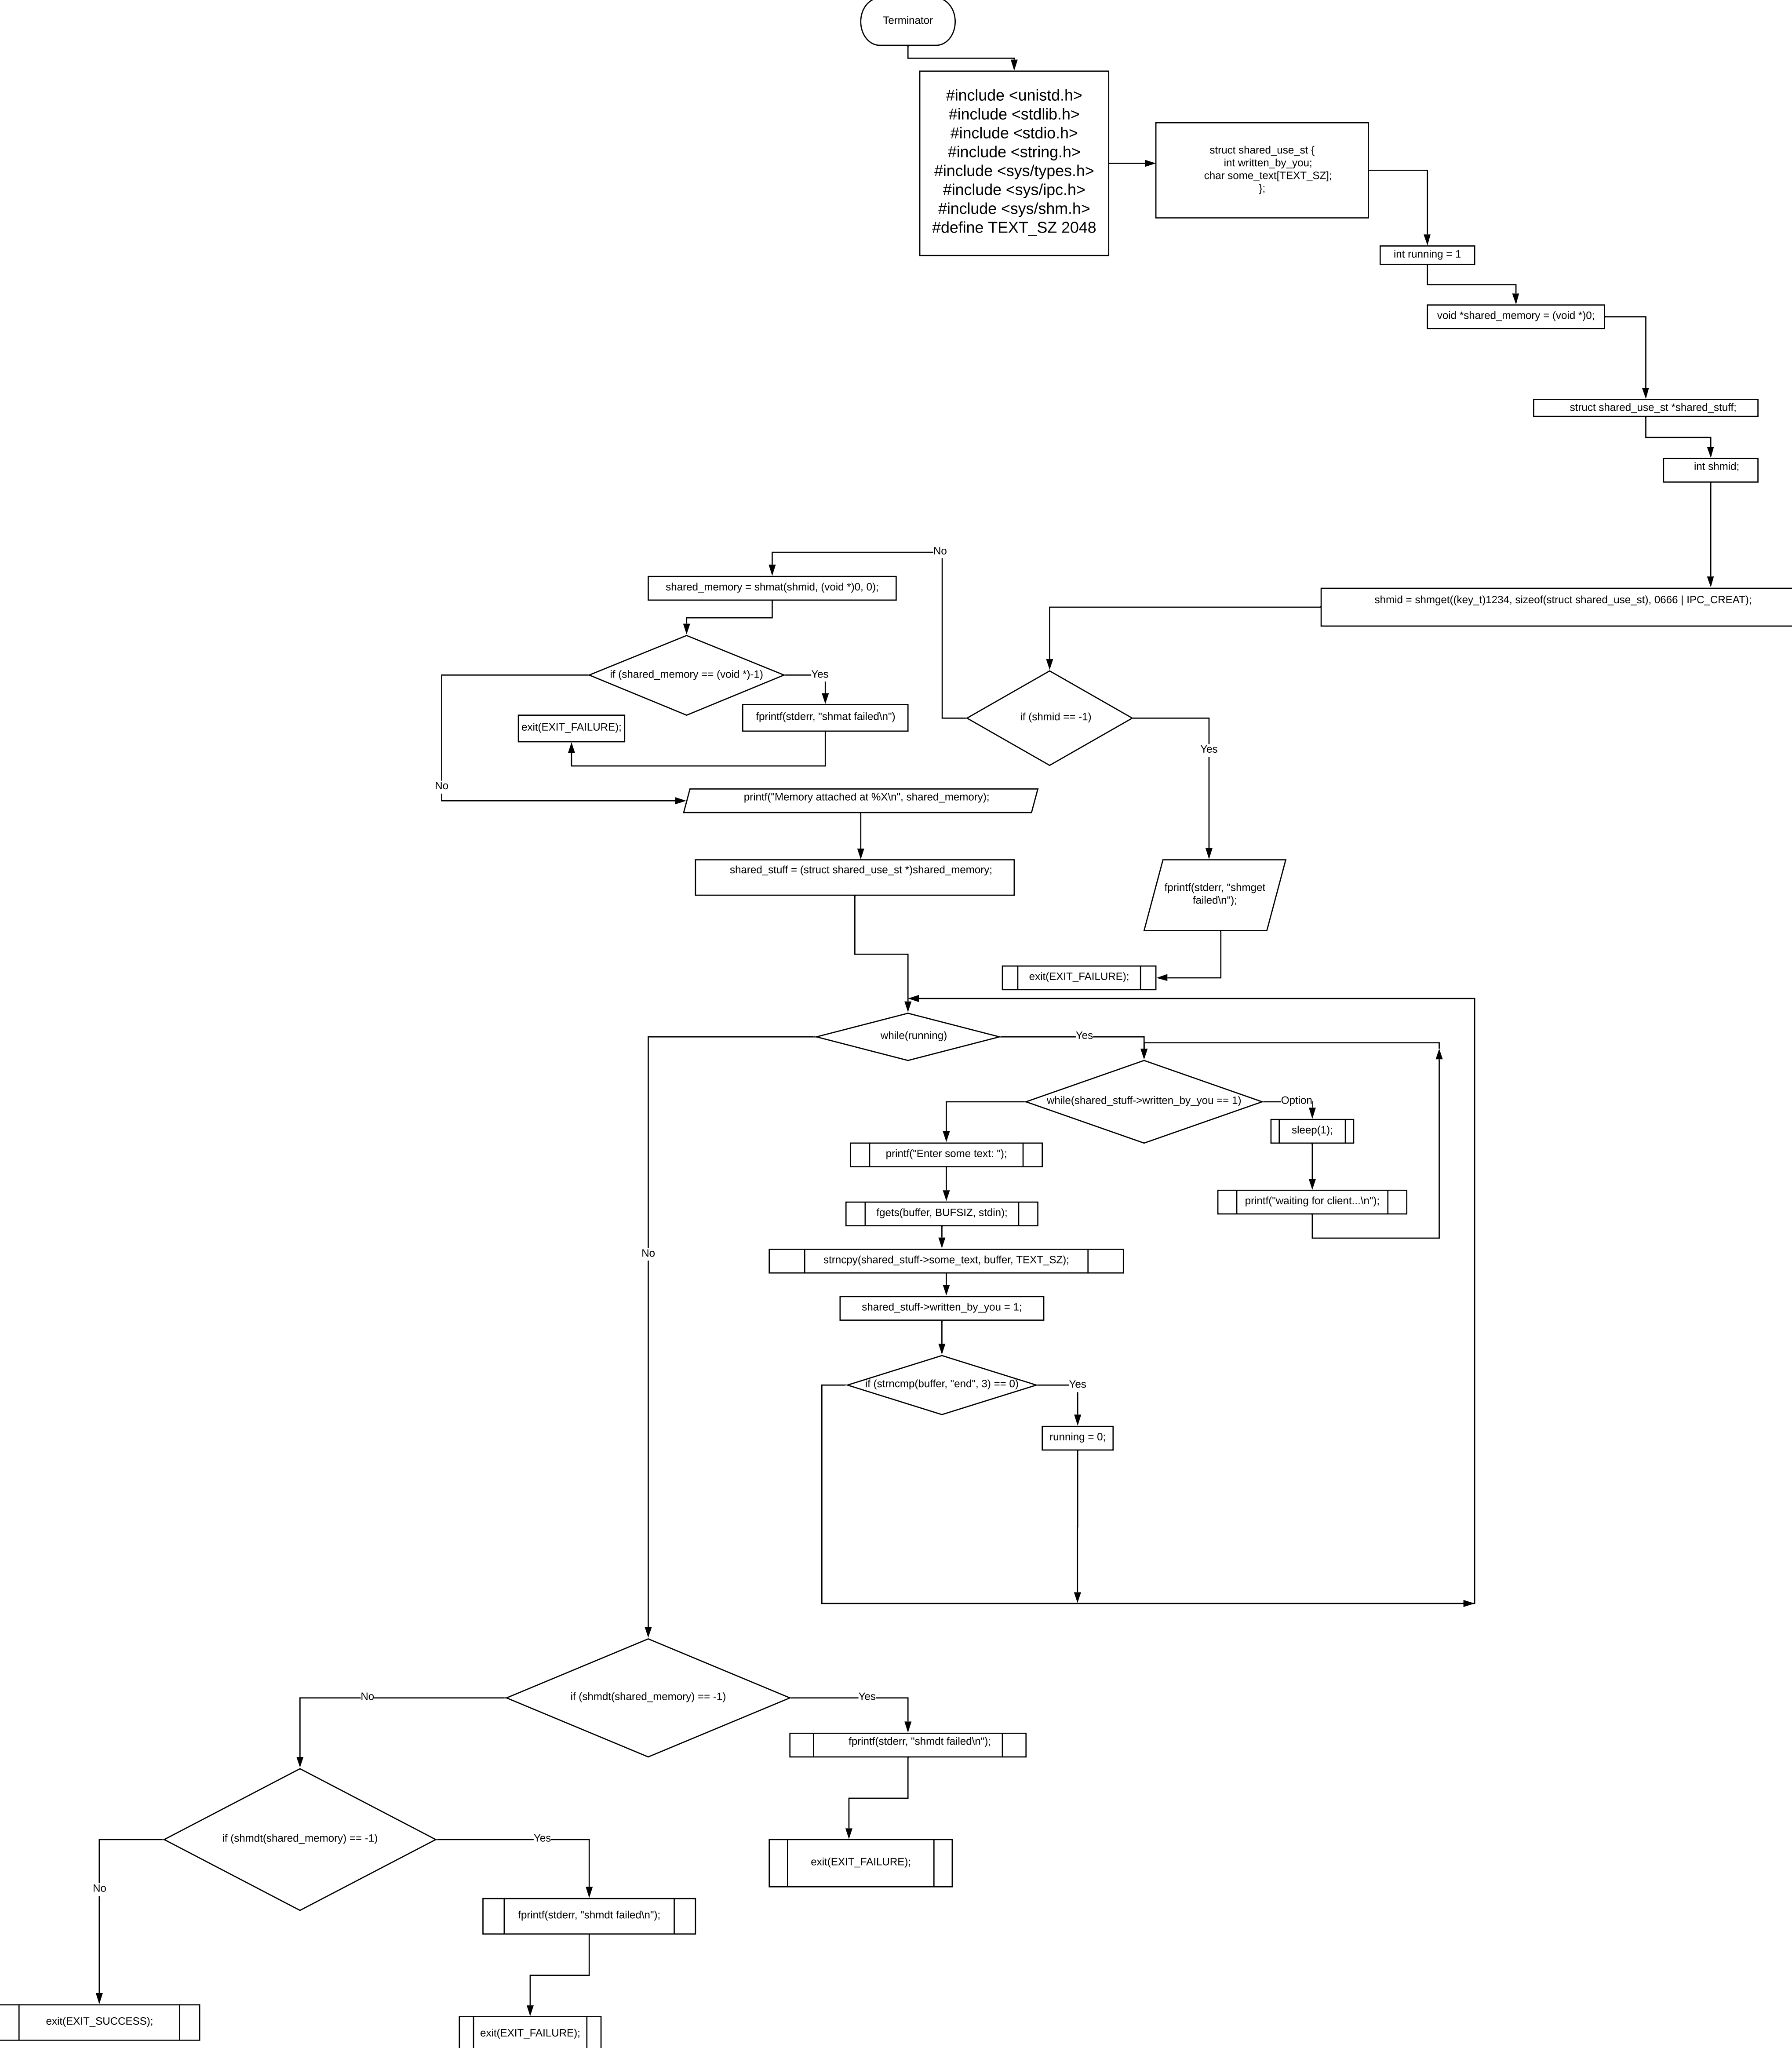 Terminator
#include <unistd.h>
#include <stdlib.h>
#include <stdio.h>
#include <string.h>
#include <sys/types.h>
#include <sys/ipc.h>
#include <sys/shm.h>
#define TEXT_SZ 2048
struct shared_use_st {
int written_by_you;
char some_text[TEXT_SZ];
};
int running = 1
void *shared_memory = (void *)0;
struct shared_use_st *shared_stuff;
int shmid;
shmid = shmget((key_t)1234, sizeof(struct shared_use_st), 0666 | IPC_CREAT);
if (shmid == -1)
No
shared_memory = shmat(shmid, (void *)0, 0);
if (shared_memory == (void *)-1)
Yes
fprintf(stderr, "shmat failed\n")
exit(EXIT_FAILURE);
No
printf("Memory attached at %X\n", shared_memory);
shared_stuff = (struct shared_use_st *)shared_memory;
Yes
fprintf(stderr, "shmget
failed\n");
exit(EXIT_FAILURE);
while(running)
Yes
while(shared_stuff->written_by_you == 1)
Option
sleep(1);
printf("waiting for client...\n");
printf("Enter some text: ");
fgets(buffer, BUFSIZ, stdin);
strncpy(shared_stuff->some_text, buffer, TEXT_SZ);
shared_stuff->written_by_you = 1;
if (strncmp(buffer, "end", 3) == 0)
Yes
running = 0;
No
if (shmdt(shared_memory) == -1)
Yes
fprintf(stderr, "shmdt failed\n");
exit(EXIT_FAILURE);
No
if (shmdt(shared_memory) == -1)
Yes
fprintf(stderr, "shmdt failed\n");
exit(EXIT_FAILURE);
No
exit(EXIT_SUCCESS);